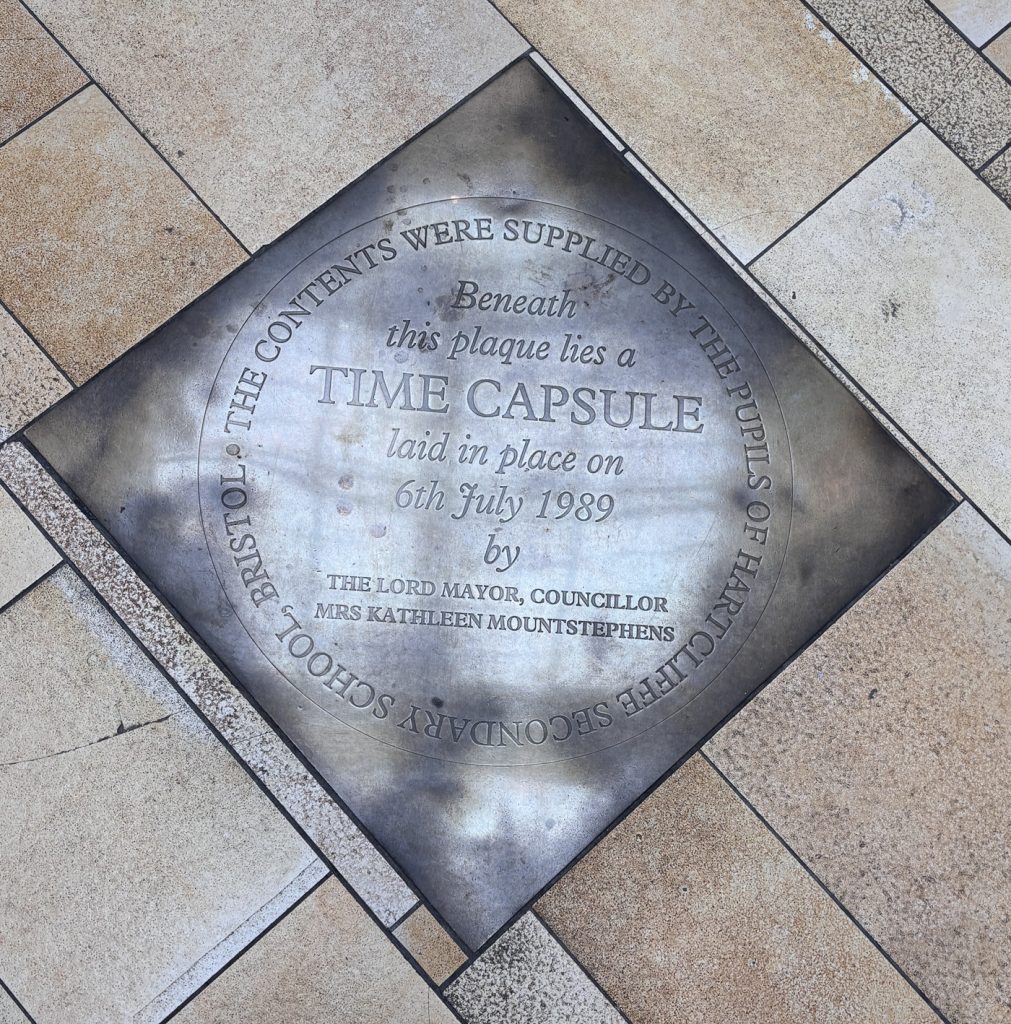 Beneath
this plaque lies a
TIME CAPSULE
laid in place on
6th July 1989
by
THE LORD MAYOR, COUNCILLOR
MRS KATHLEEN MOUNTSTEPHENS
• THE CONTENTS WERE SUPPLIED BY THE PUPILS OF HARTCLIFFE SECONDARY SCHOOL, BRISTOL